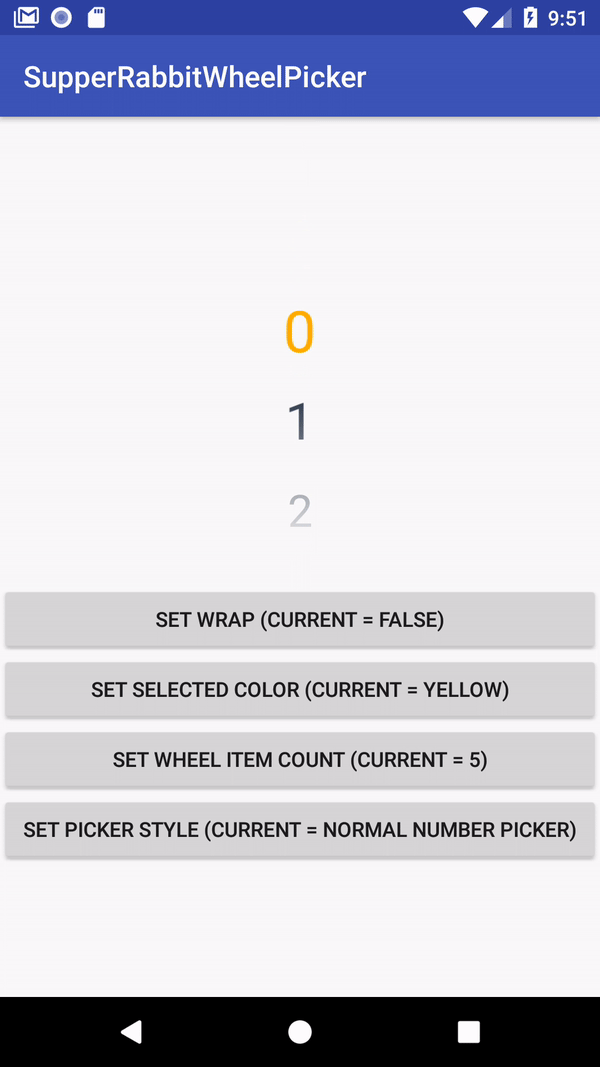 9:51
SupperRabbitWheelPicker
0
1
2
SET WRAP (CURRENT = FALSE)
SET SELECTED COLOR (CURRENT = YELLOW)
SET WHEEL ITEM COUNT (CURRENT = 5)
SET PICKER STYLE (CURRENT = NORMAL NUMBER PICKER)